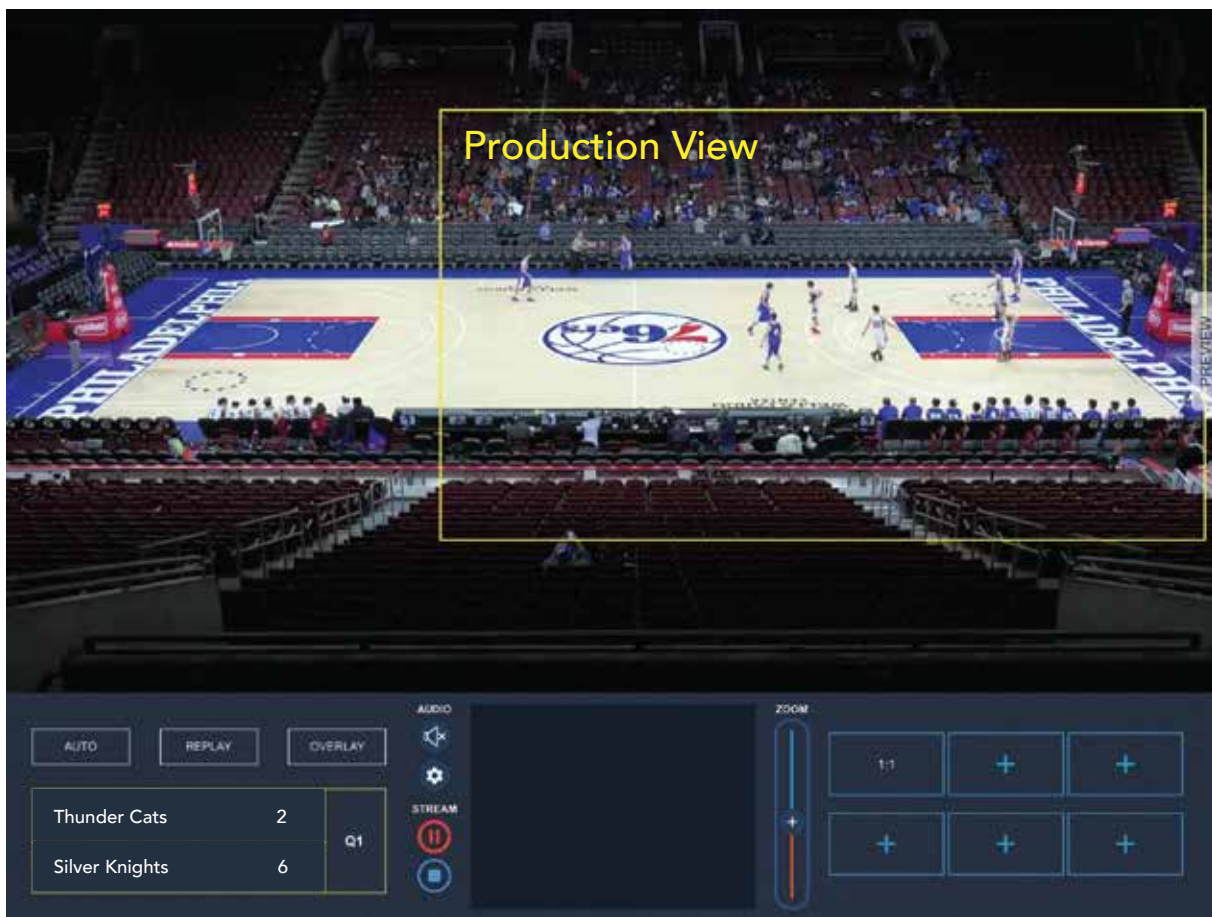 Production View
PHILADELPHIA
PHILADELPHIA
76ers
PREVIEW
AUTO
REPLAY
OVERLAY
AUDIO
STREAM
ZOOM
1:1
+
+
+
+
+
+
Thunder Cats 2
Silver Knights 6
Q1